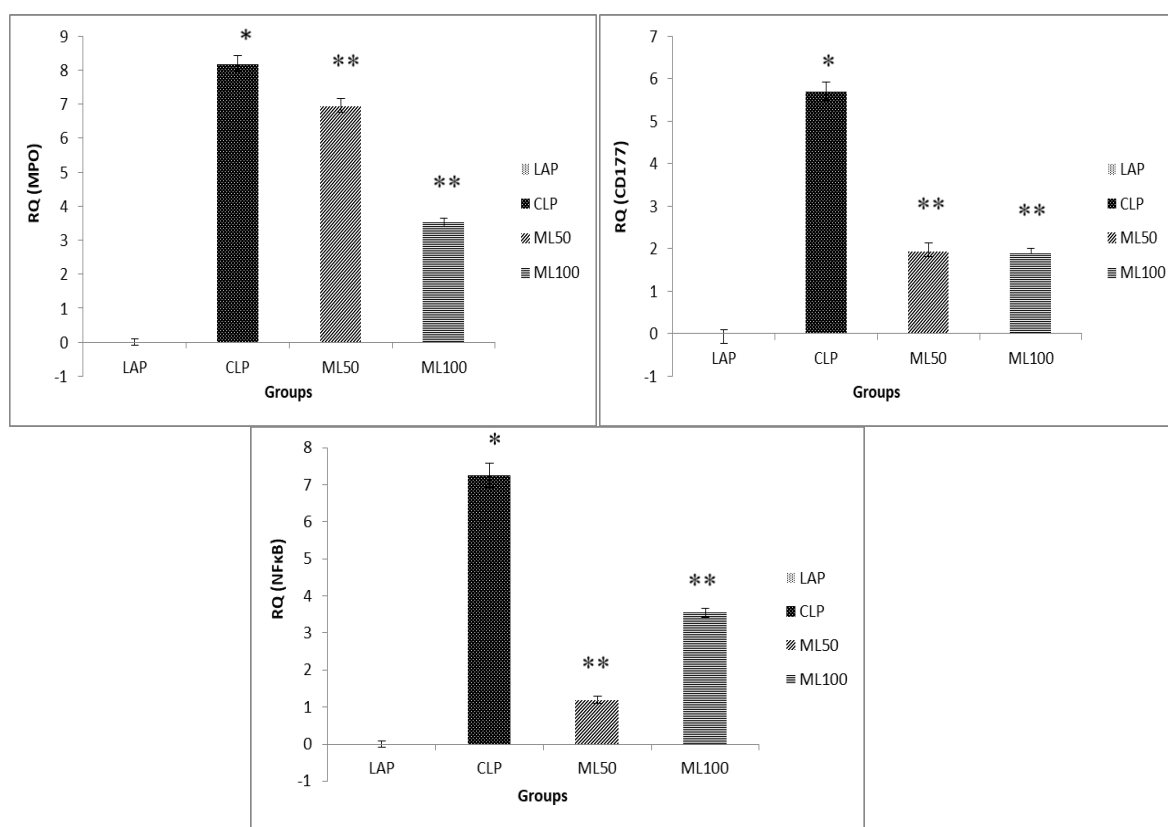 RQ (MPO)
9
8
7
6
5
4
3
2
1
0
-1
*
**
**
LAP
CLP
ML50
ML100
Groups
LAP
CLP
ML50
ML100
RQ (CD177)
7
6
5
4
3
2
1
0
-1
*
**
**
LAP
CLP
ML50
ML100
Groups
LAP
CLP
ML50
ML100
RQ (NFκB)
8
7
6
5
4
3
2
1
0
-1
*
**
**
LAP
CLP
ML50
ML100
Groups
LAP
CLP
ML50
ML100